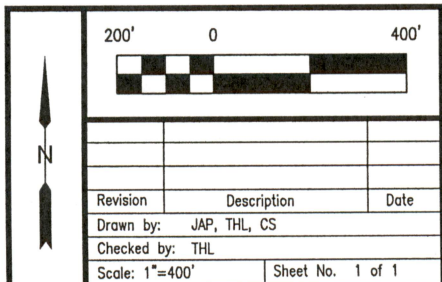 200' 0 400'
N
Revision Description Date
Drawn by: JAP, THL, CS
Checked by: THL
Scale: 1"=400' Sheet No. 1 of 1